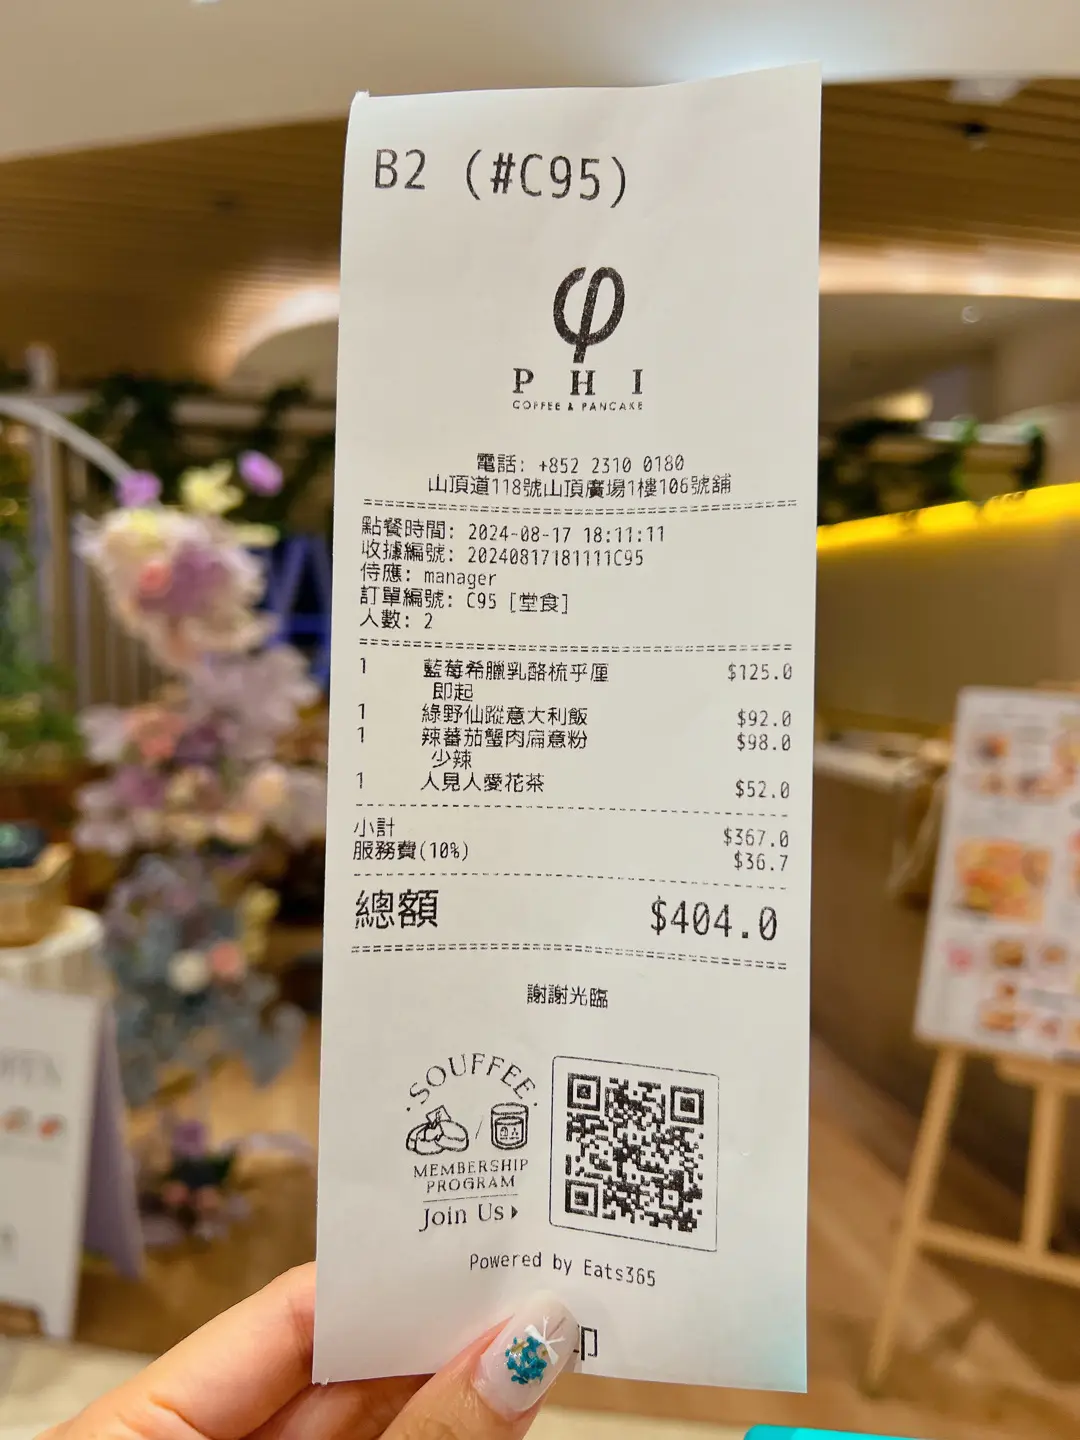 B2 (#C95)
φ
PHI
COFFEE & PANCAKE
電話: +852 2310 0180
山頂道118號山頂廣場1樓106號舖
點餐時間: 2024-08-17 18:11:11
收據編號: 20240817181111C95
侍應: manager
訂單編號: C95 [堂食]
人數: 2
1 藍莓希臘乳酪梳乎厘 $125.0
即起
1 綠野仙蹤意大利飯 $92.0
1 辣蕃茄蟹肉扁意粉 $98.0
少辣
1 人見人愛花茶 $52.0
小計 $367.0
服務費(10%) $36.7
總額 $404.0
謝謝光臨
SOUFFEE
MEMBERSHIP
PROGRAM
Join Us
Powered by Eats365